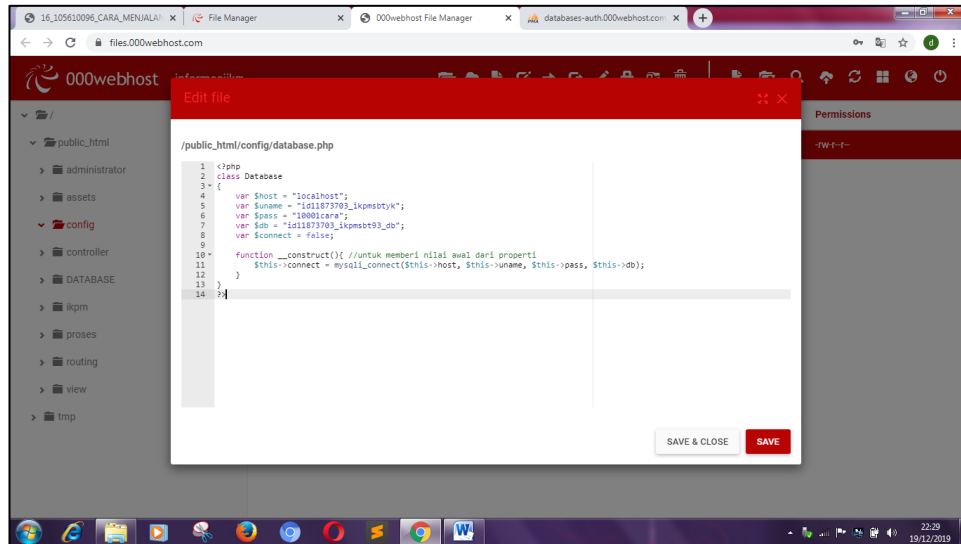 16_105610096_CARA_MENJALAN
File Manager
000webhost File Manager
databases-auth.000webhost.com
files.000webhost.com
d
000webhost
Edit file
Permissions
/
public_html
-rw-r--r--
/public_html/config/database.php
administrator
assets
config
controller
DATABASE
ikpm
proses
routing
view
tmp
1 <?php
2 class Database
3 {
4 var $host = "localhost";
5 var $uname = "id11873703_ikpmsbtyk";
6 var $pass = "10001cara";
7 var $db = "id11873703_ikpmsbt93_db";
8 var $connect = false;
9
10 function __construct(){ //untuk memberi nilai awal dari properti
11 $this->connect = mysqli_connect($this->host, $this->uname, $this->pass, $this->db);
12 }
13 }
14 ?>
SAVE & CLOSE
SAVE
22:29
19/12/2019